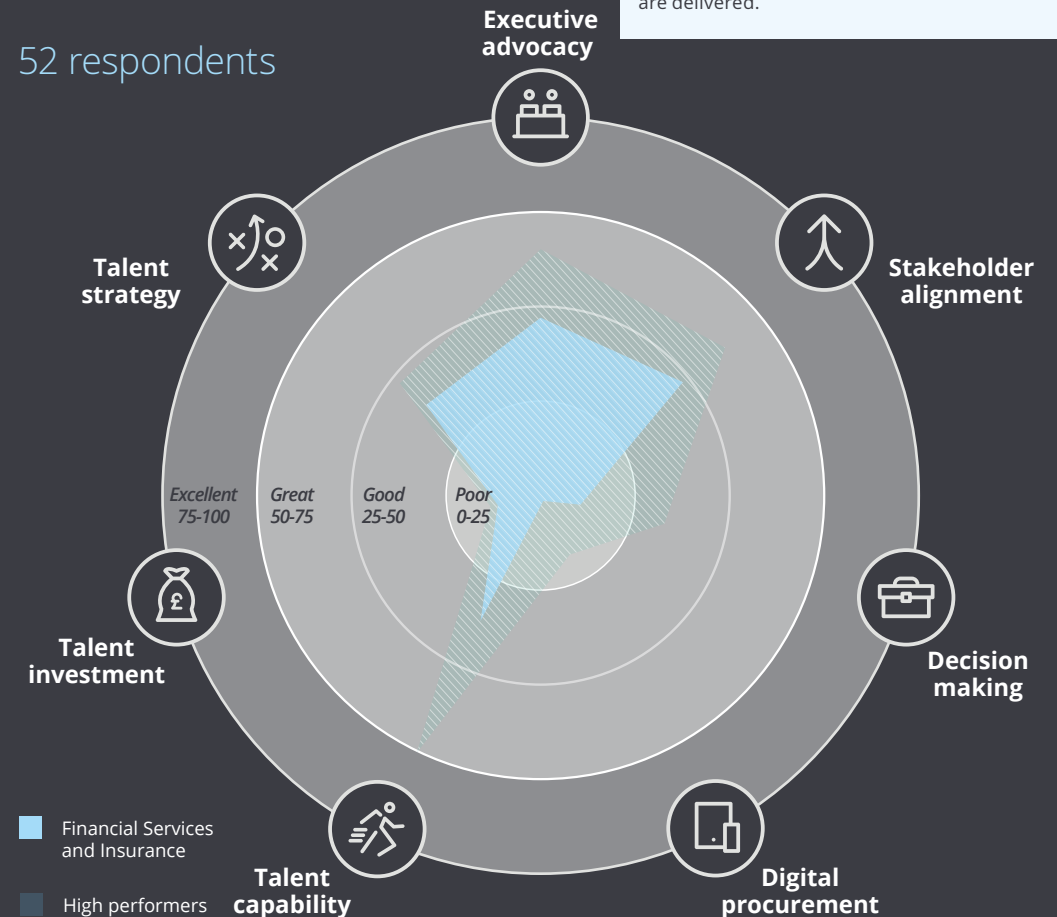 are delivered.
52 respondents
Executive
advocacy
Talent
strategy
Stakeholder
alignment
Excellent
75-100
Great
50-75
Good
25-50
Poor
0-25
£
Talent
investment
Decision
making
Financial Services
and Insurance
High performers
Talent
capability
Digital
procurement